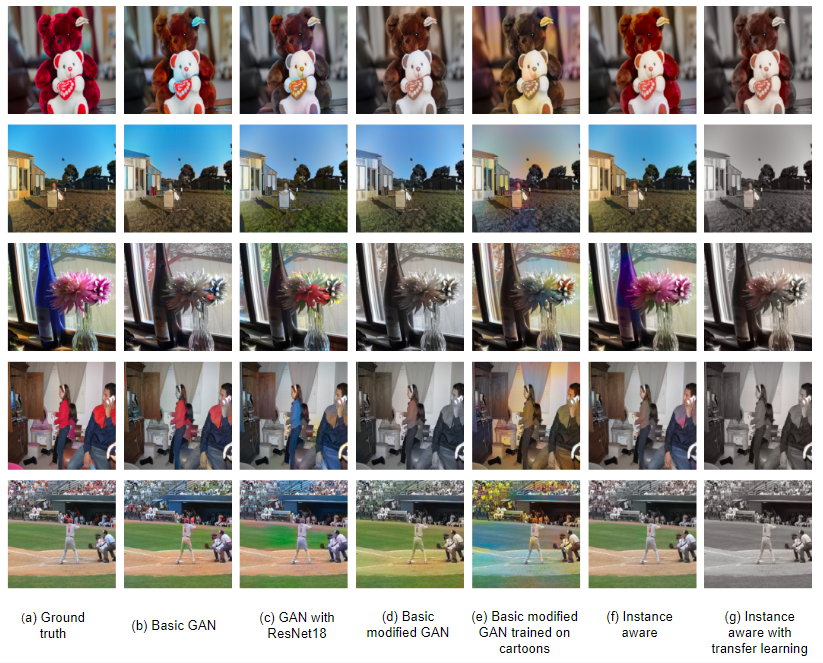 (a) Ground
truth
(b) Basic GAN
(c) GAN with
ResNet18
(d) Basic
modified GAN
(e) Basic modified
GAN trained on
cartoons
(f) Instance
aware
(g) Instance
aware with
transfer learning